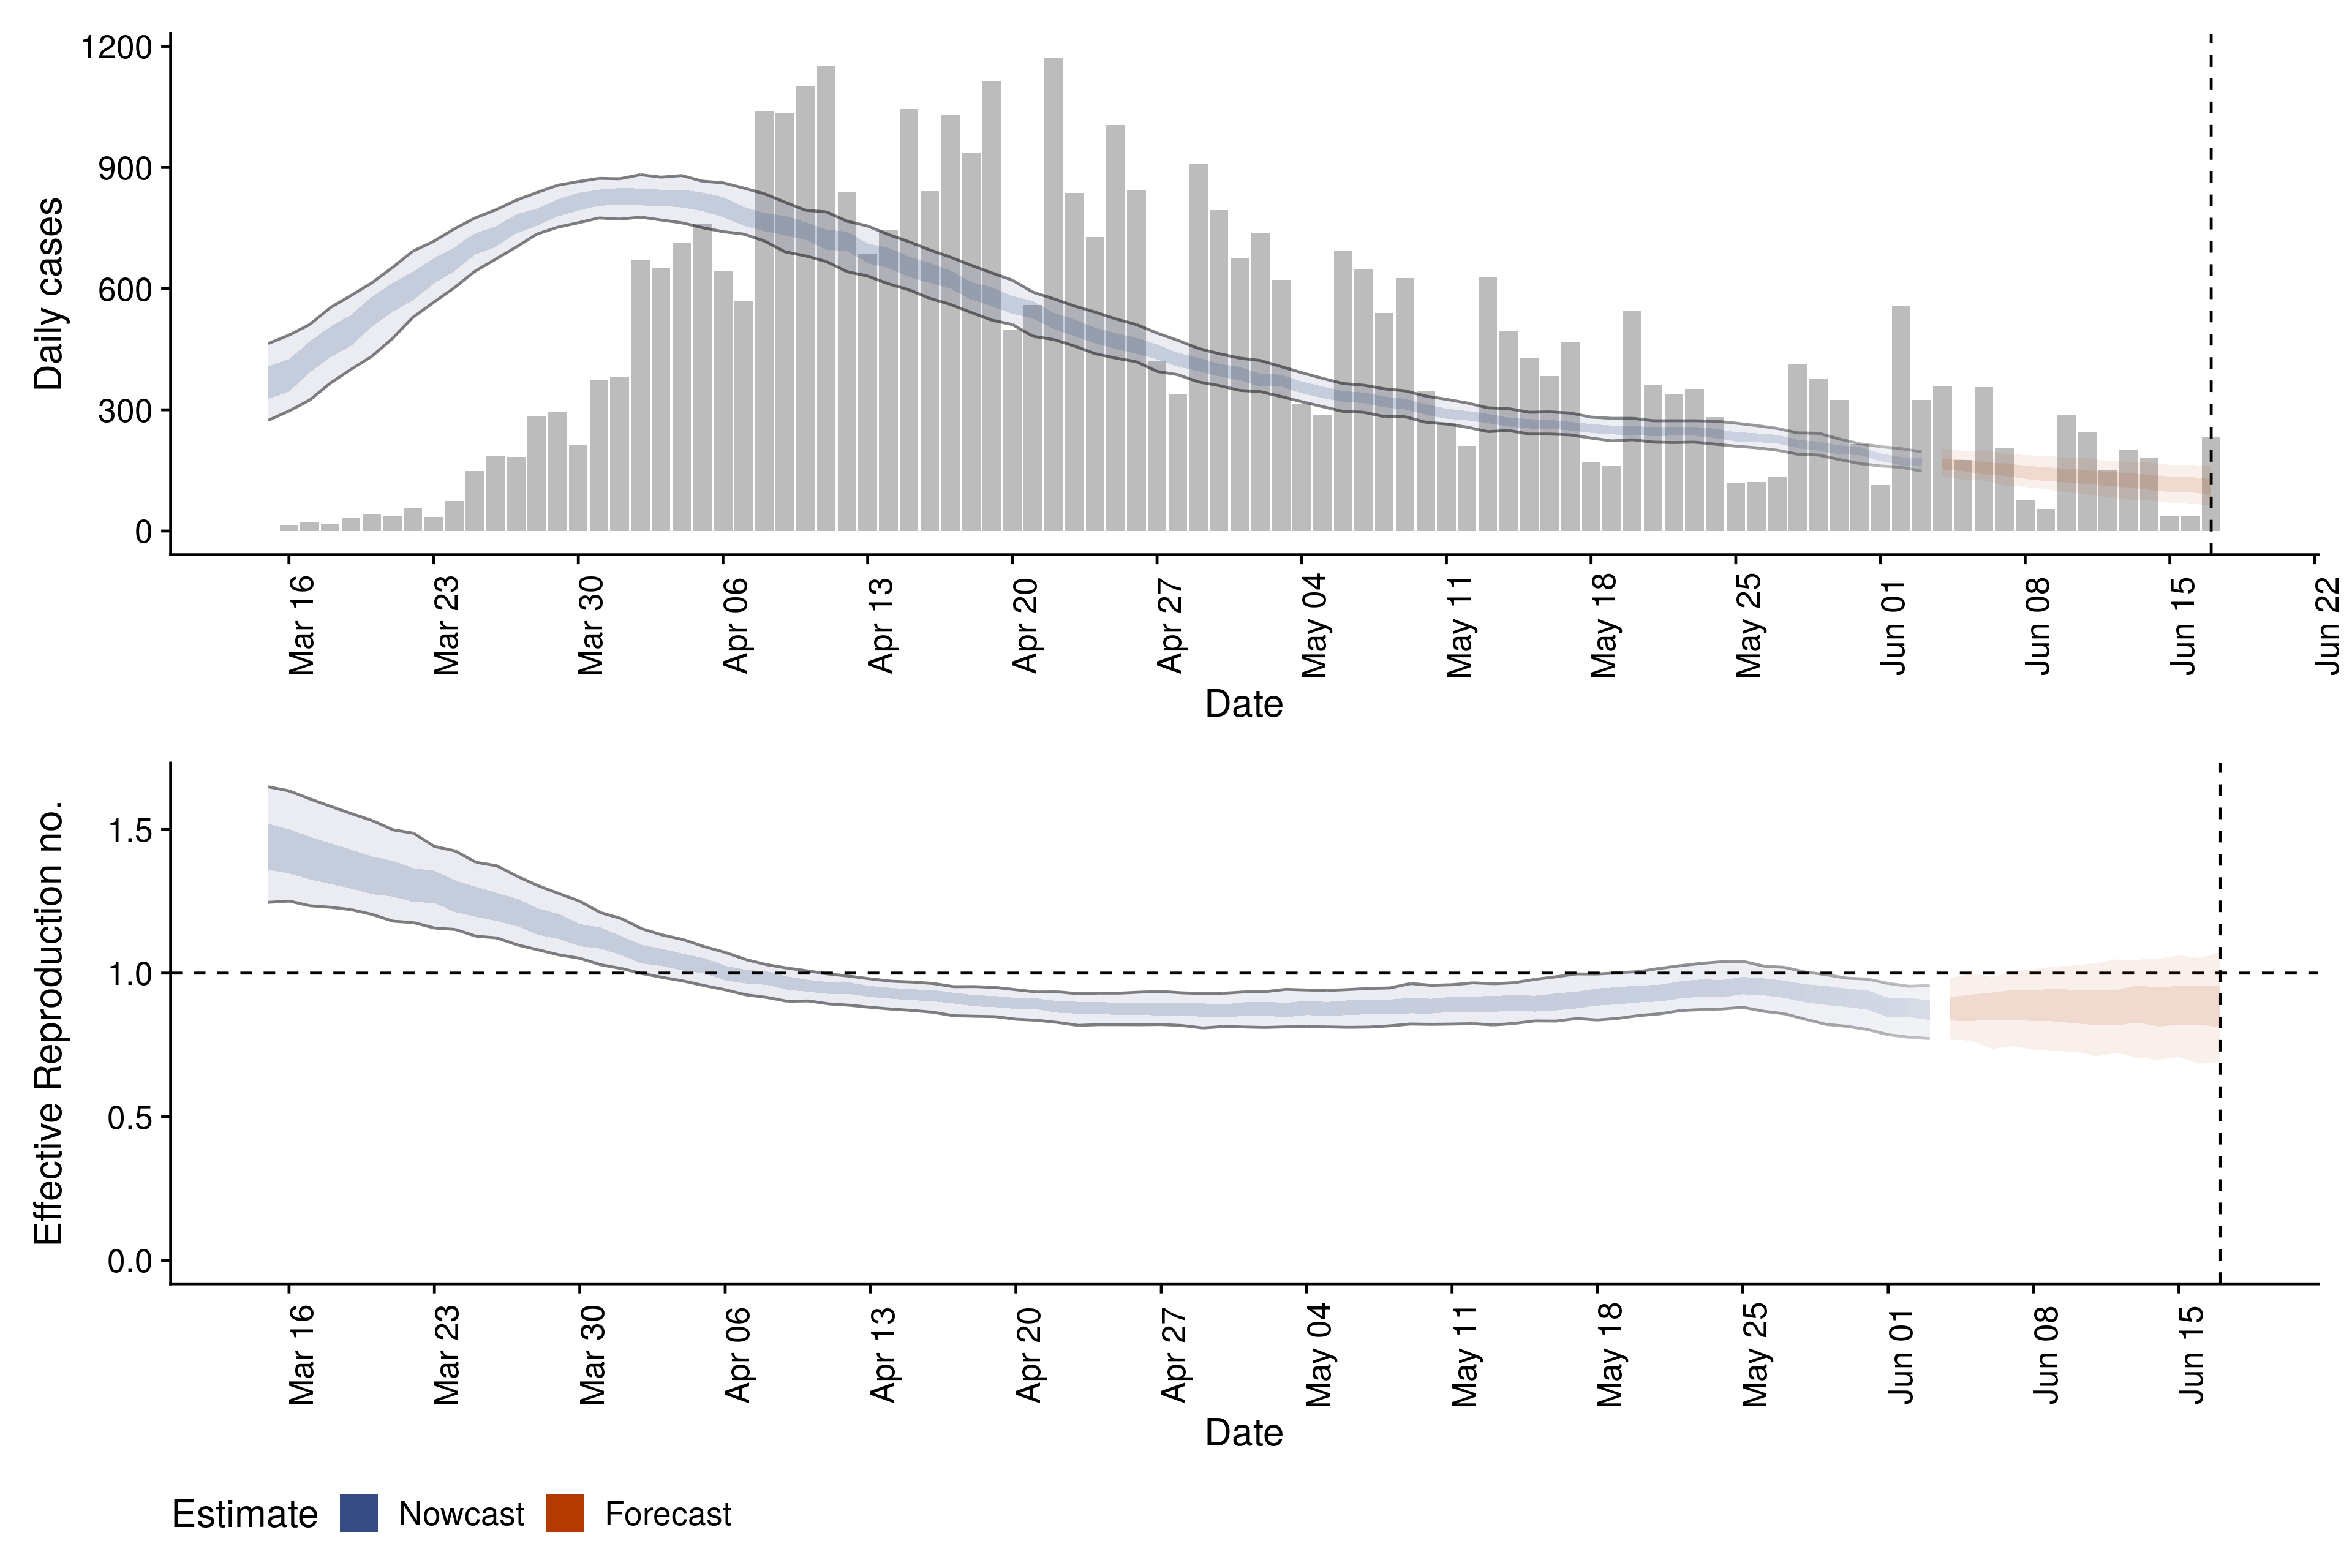 1200
900
600
300
0
Daily cases
Mar 16
Mar 23
Mar 30
Apr 06
Apr 13
Apr 20
Apr 27
May 04
May 11
May 18
May 25
Jun 01
Jun 08
Jun 15
Jun 22
Date
1.5
1.0
0.5
0.0
Effective Reproduction no.
Mar 16
Mar 23
Mar 30
Apr 06
Apr 13
Apr 20
Apr 27
May 04
May 11
May 18
May 25
Jun 01
Jun 08
Jun 15
Date
Estimate Nowcast Forecast